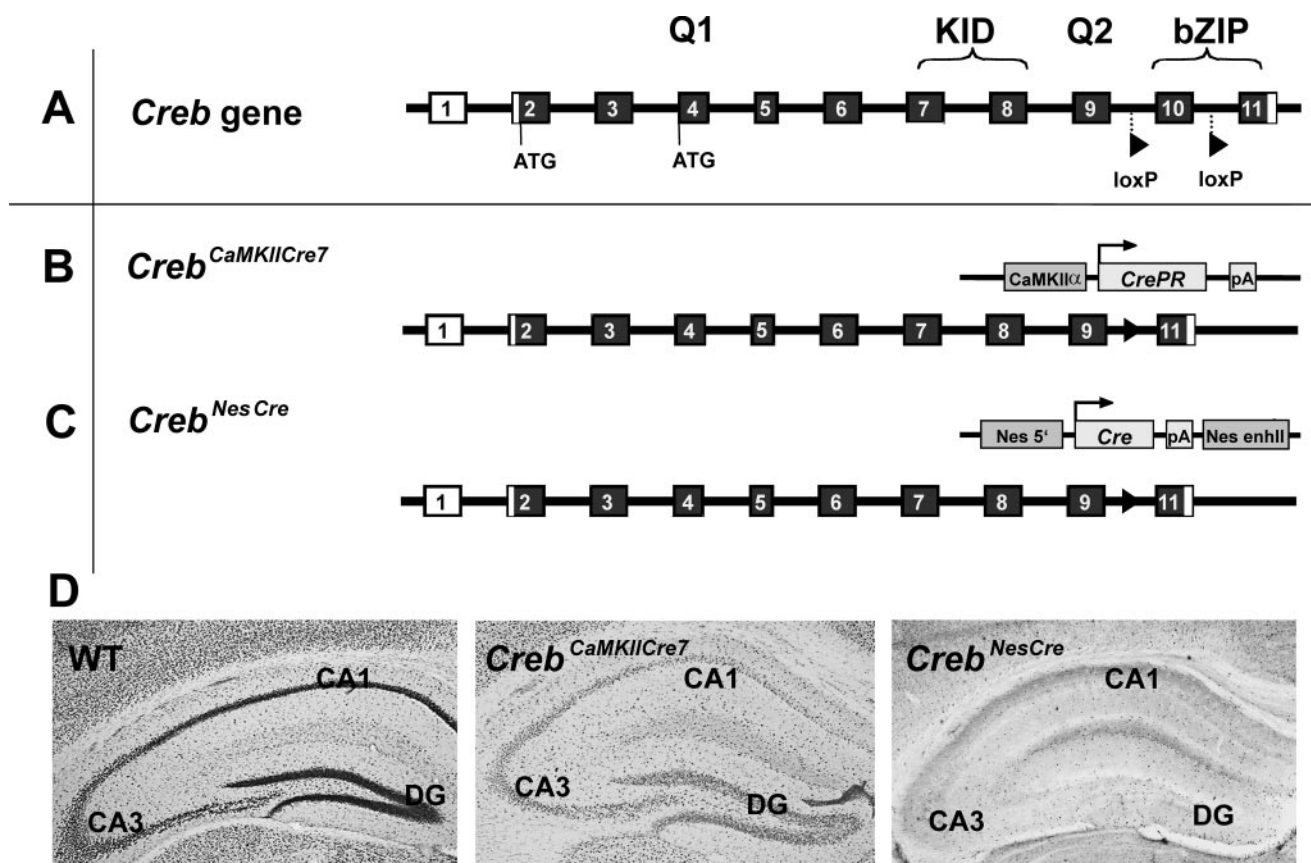 Q1 KID Q2 bZIP
A Creb gene 1 2 3 4 5 6 7 8 9 10 11
ATG ATG loxP loxP
B Creb CaMKIICre7 CaMKIIα CrePR pA
1 2 3 4 5 6 7 8 9 11
C Creb Nes Cre Nes 5‘ Cre pA Nes enhII
1 2 3 4 5 6 7 8 9 11
D
WT CA1 CA3 DG
Creb CaMKIICre7 CA1 CA3 DG
Creb NesCre CA1 CA3 DG